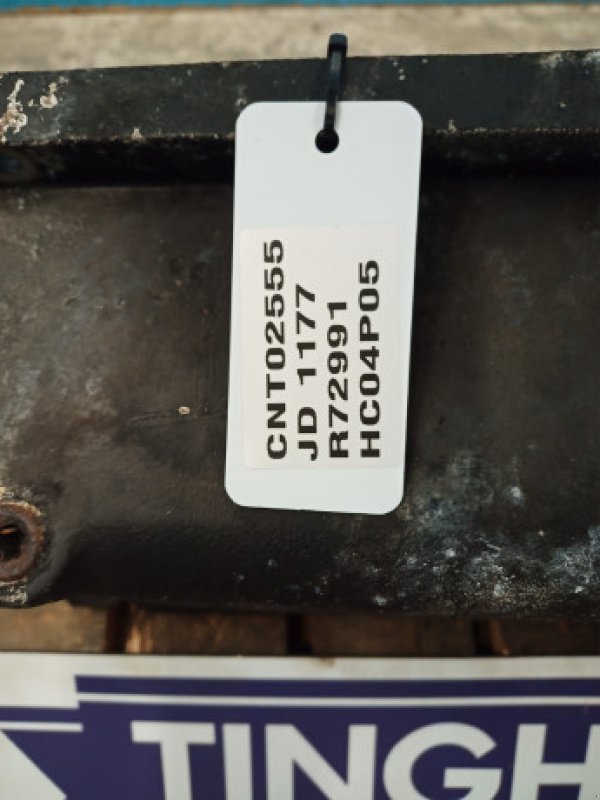 CNT02555
JD 1177
R72991
HC04P05
TINGH